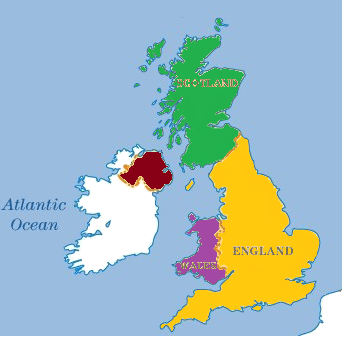 SCOTLAND
Atlantic
Ocean
ENGLAND
WALES